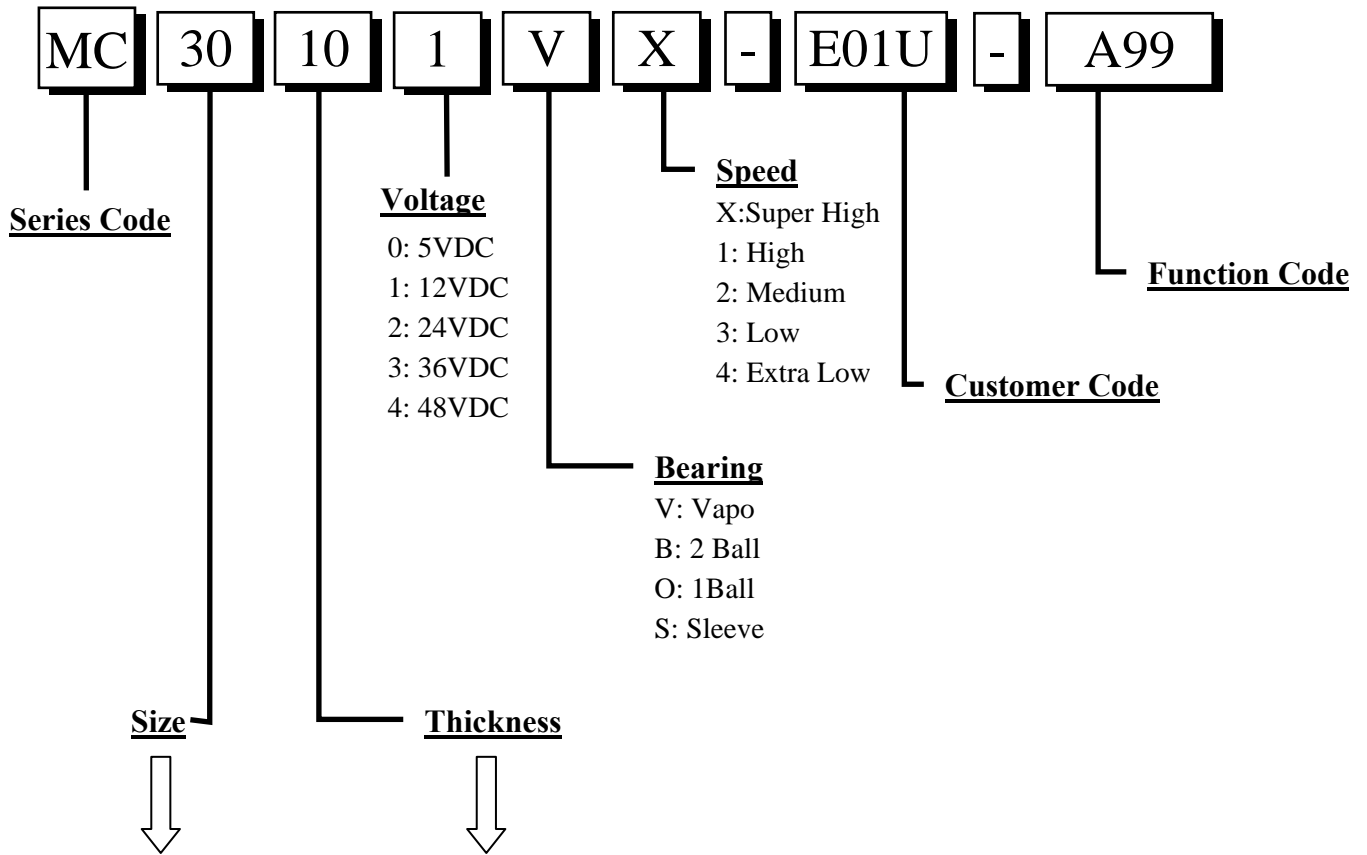 MC 30 10 1 V X - E01U - A99
Series Code
Voltage
0: 5VDC
1: 12VDC
2: 24VDC
3: 36VDC
4: 48VDC
Speed
X:Super High
1: High
2: Medium
3: Low
4: Extra Low
Function Code
Customer Code
Bearing
V: Vapo
B: 2 Ball
O: 1Ball
S: Sleeve
Size
Thickness